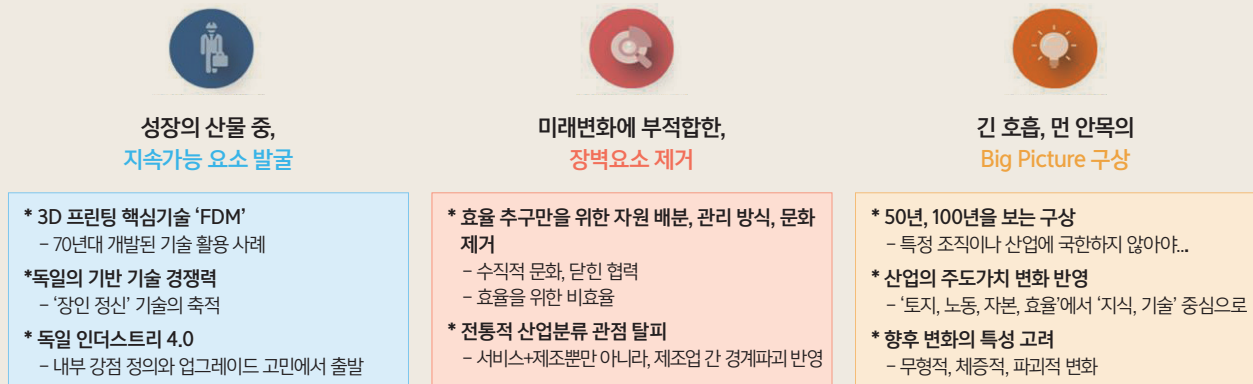 성장의 산물 중,
지속가능 요소 발굴
* 3D 프린팅 핵심기술 ‘FDM’
– 70년대 개발된 기술 활용 사례
*독일의 기반 기술 경쟁력
– ‘장인 정신’ 기술의 축적
* 독일 인더스트리 4.0
– 내부 강점 정의와 업그레이드 고민에서 출발
미래변화에 부적합한,
장벽요소 제거
* 효율 추구만을 위한 자원 배분, 관리 방식, 문화
제거
– 수직적 문화, 닫힌 협력
– 효율을 위한 비효율
* 전통적 산업분류 관점 탈피
– 서비스+제조뿐만 아니라, 제조업 간 경계파괴 반영
긴 호흡, 먼 안목의
Big Picture 구상
* 50년, 100년을 보는 구상
– 특정 조직이나 산업에 국한하지 않아야...
* 산업의 주도가치 변화 반영
– ‘토지, 노동, 자본, 효율’에서 ‘지식, 기술’ 중심으로
* 향후 변화의 특성 고려
– 무형적, 체증적, 파괴적 변화